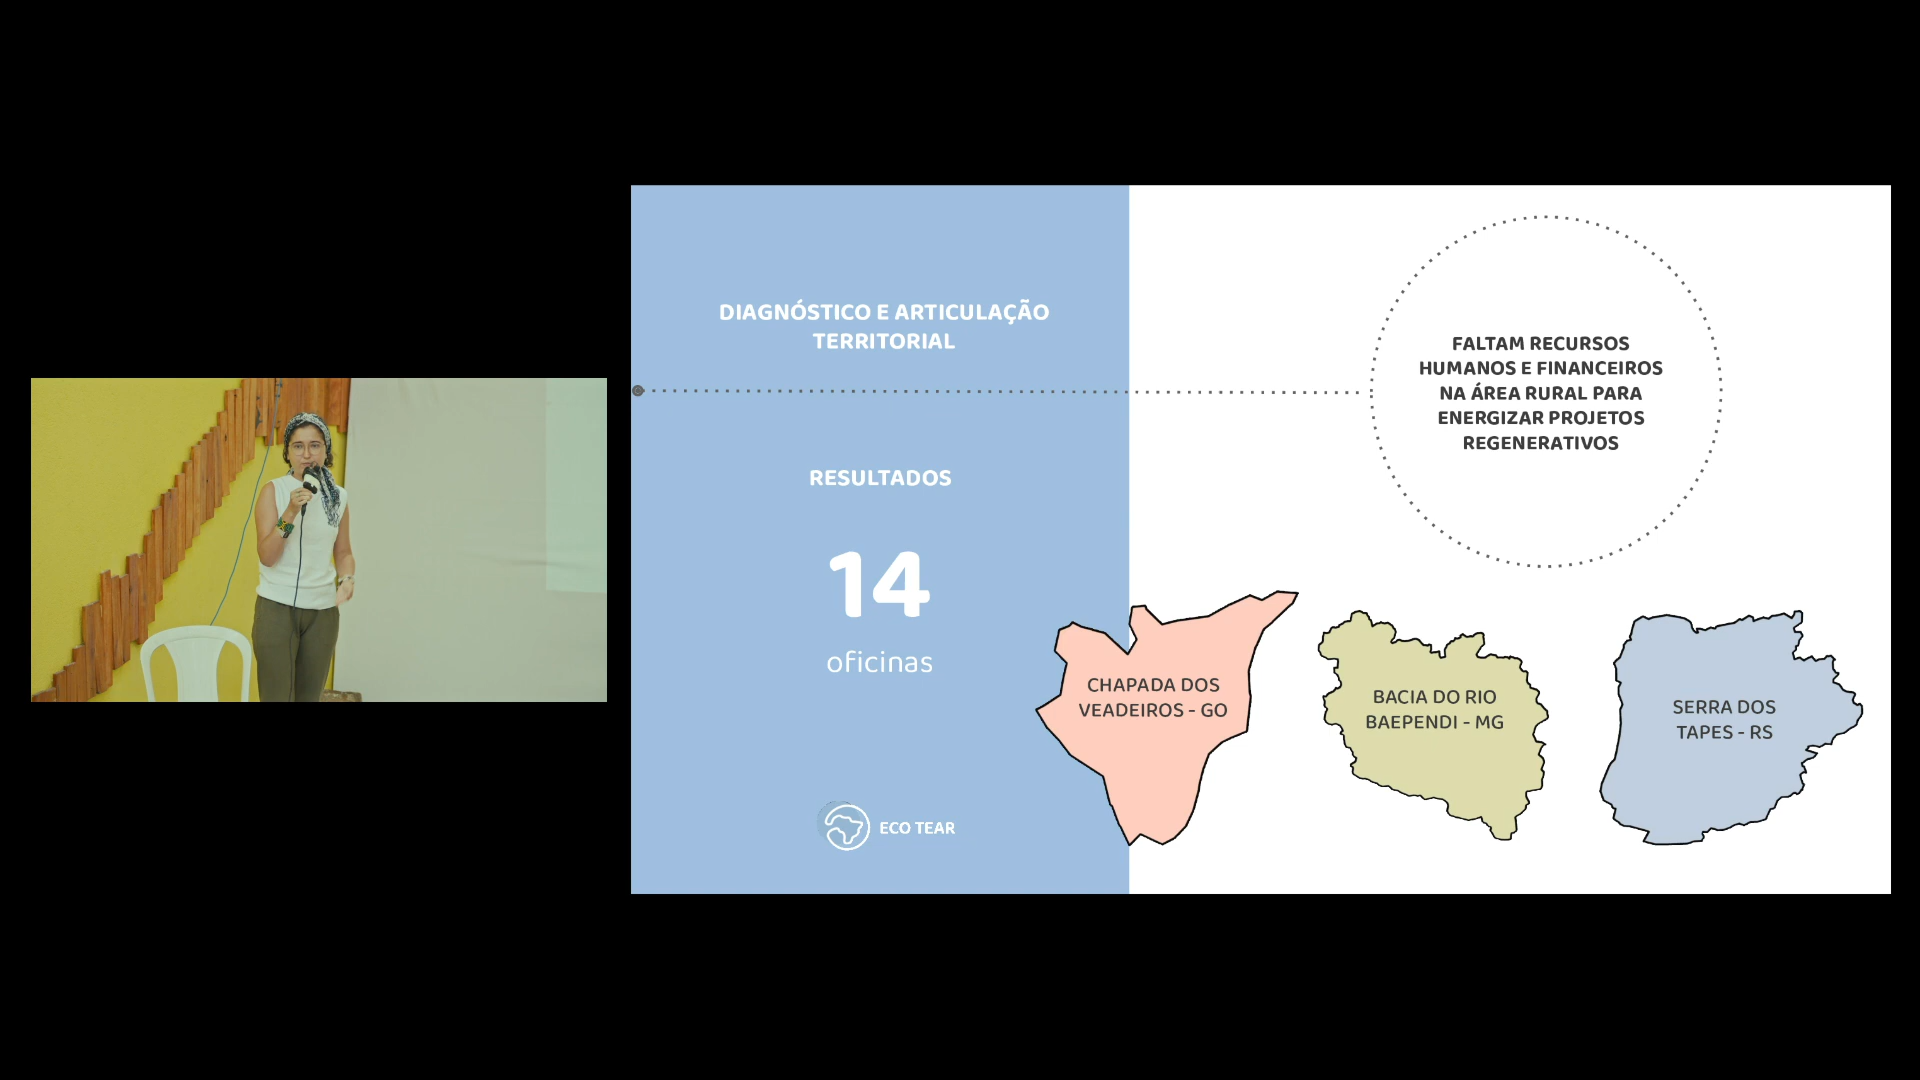 DIAGNÓSTICO E ARTICULAÇÃO
TERRITORIAL
RESULTADOS
14
oficinas
ECO TEAR
FALTAM RECURSOS
HUMANOS E FINANCEIROS
NA ÁREA RURAL PARA
ENERGIZAR PROJETOS
REGENERATIVOS
CHAPADA DOS
VEADEIROS - GO
BACIA DO RIO
BAEPENDI - MG
SERRA DOS
TAPES - RS